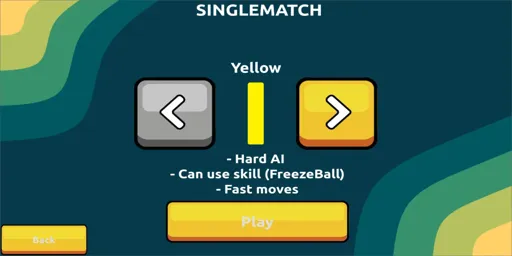 SINGLEMATCH
Yellow
- Hard AI
- Can use skill (FreezeBall)
- Fast moves
Play
Back